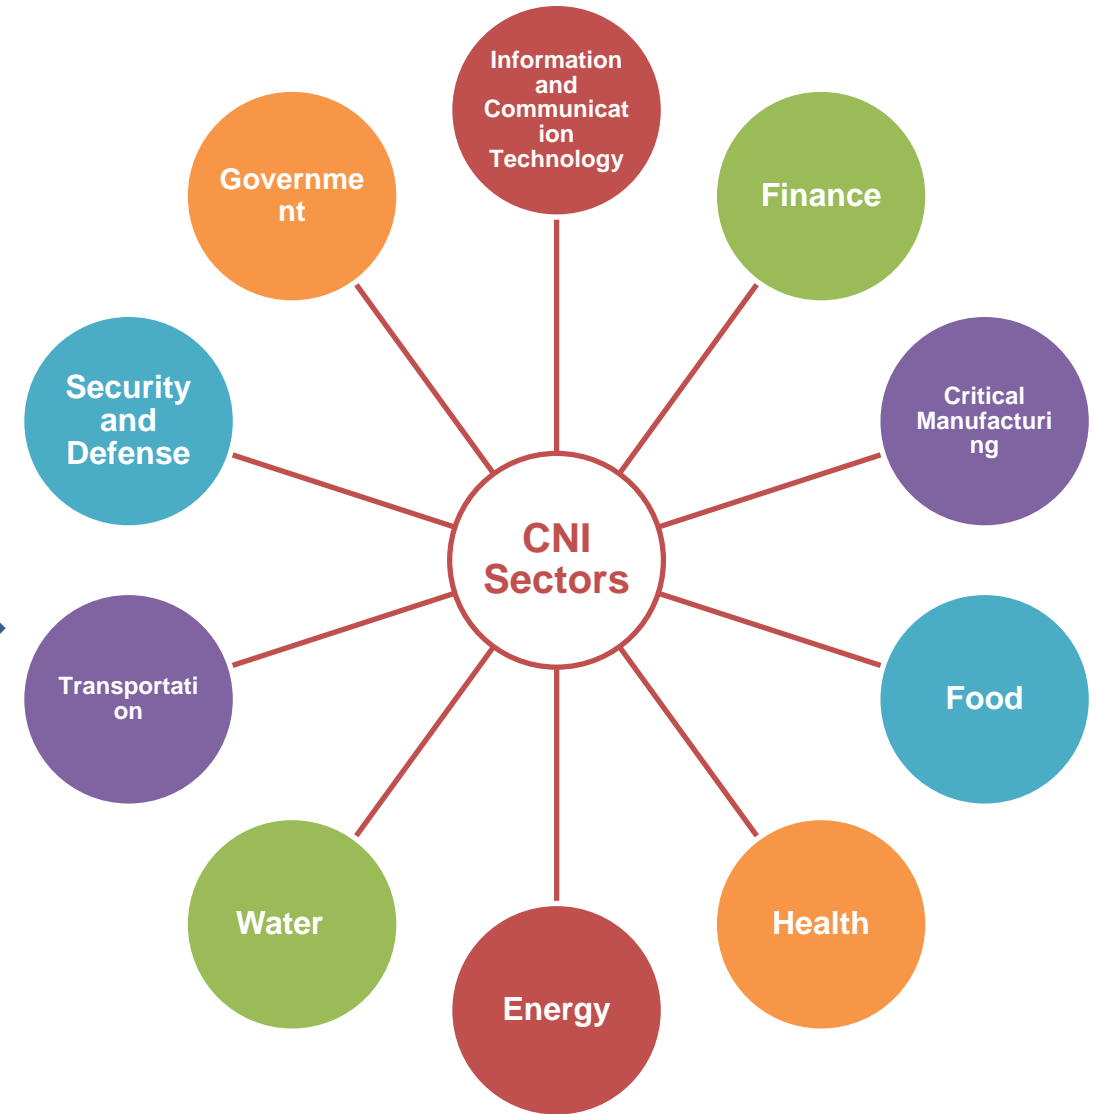 Information
and
Communicat
ion
Technology
Finance
Critical
Manufacturi
ng
Food
Health
Energy
Water
Transportati
on
Security
and
Defense
Governme
nt
CNI
Sectors